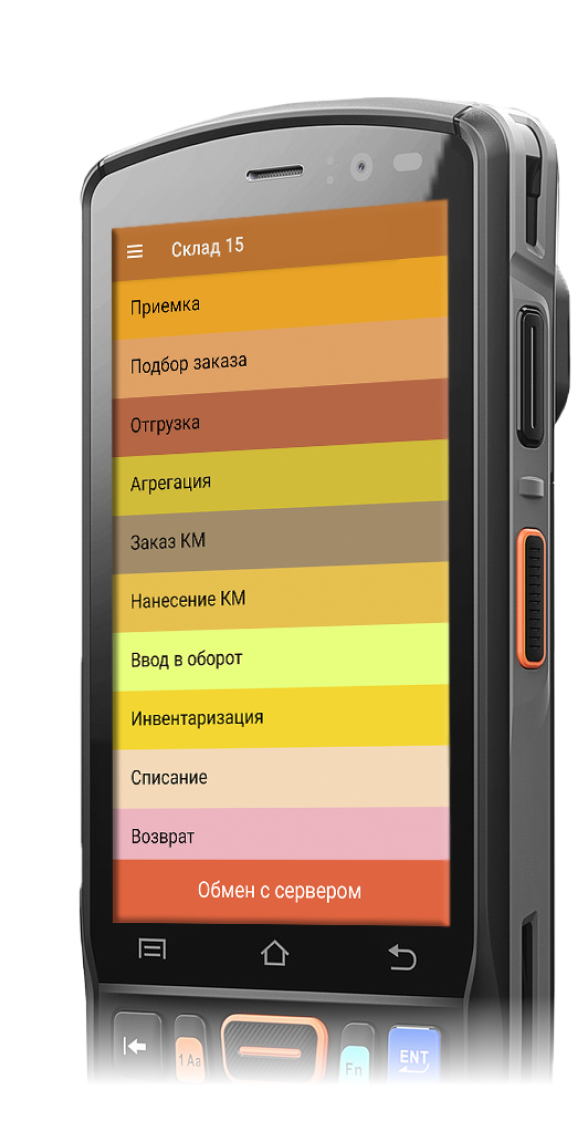 Склад 15
Приемка
Подбор заказа
Отгрузка
Агрегация
Заказ КМ
Нанесение КМ
Ввод в оборот
Инвентаризация
Списание
Возврат
Обмен с сервером
1 Aa
Fn
ENT